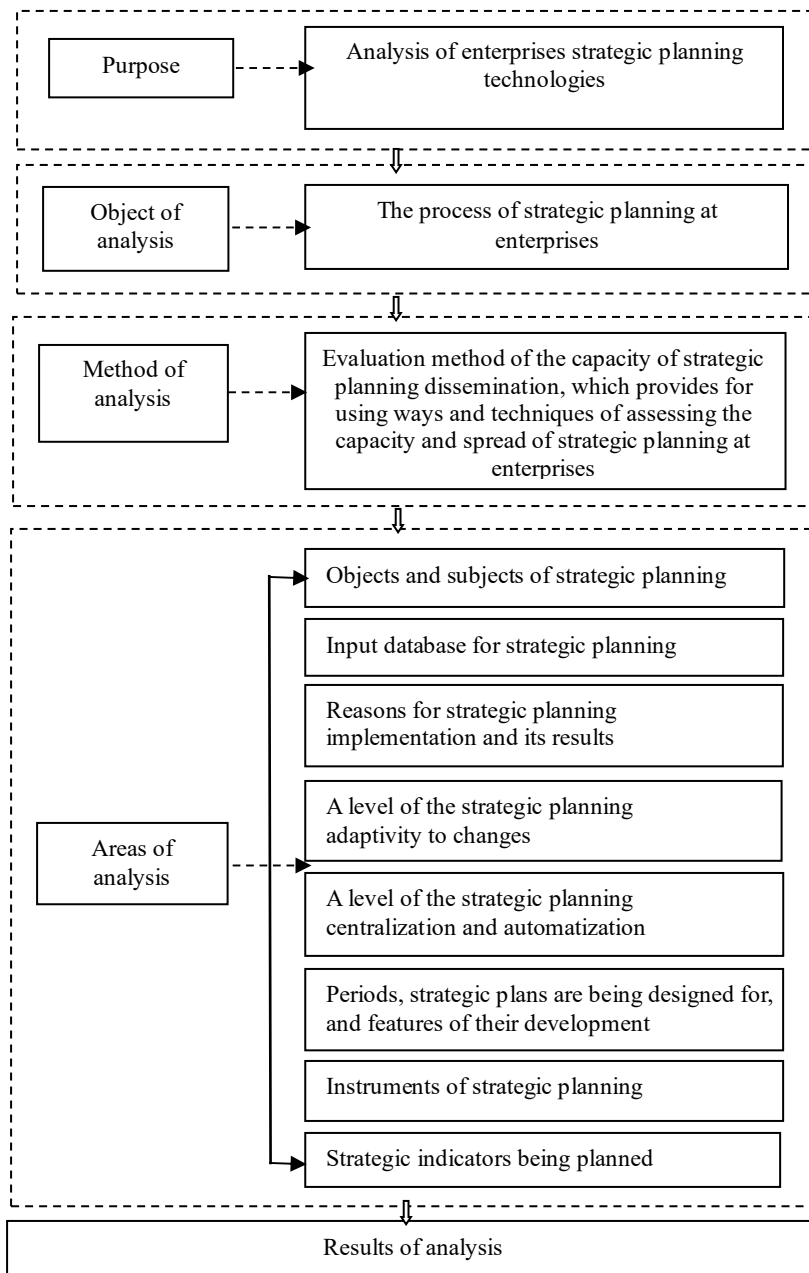 Purpose
Analysis of enterprises strategic planning
technologies
Object of
analysis
The process of strategic planning at
enterprises
Method of
analysis
Evaluation method of the capacity of strategic
planning dissemination, which provides for
using ways and techniques of assessing the
capacity and spread of strategic planning at
enterprises
Areas of
analysis
Objects and subjects of strategic planning
Input database for strategic planning
Reasons for strategic planning
implementation and its results
A level of the strategic planning
adaptivity to changes
A level of the strategic planning
centralization and automatization
Periods, strategic plans are being designed for,
and features of their development
Instruments of strategic planning
Strategic indicators being planned
Results of analysis